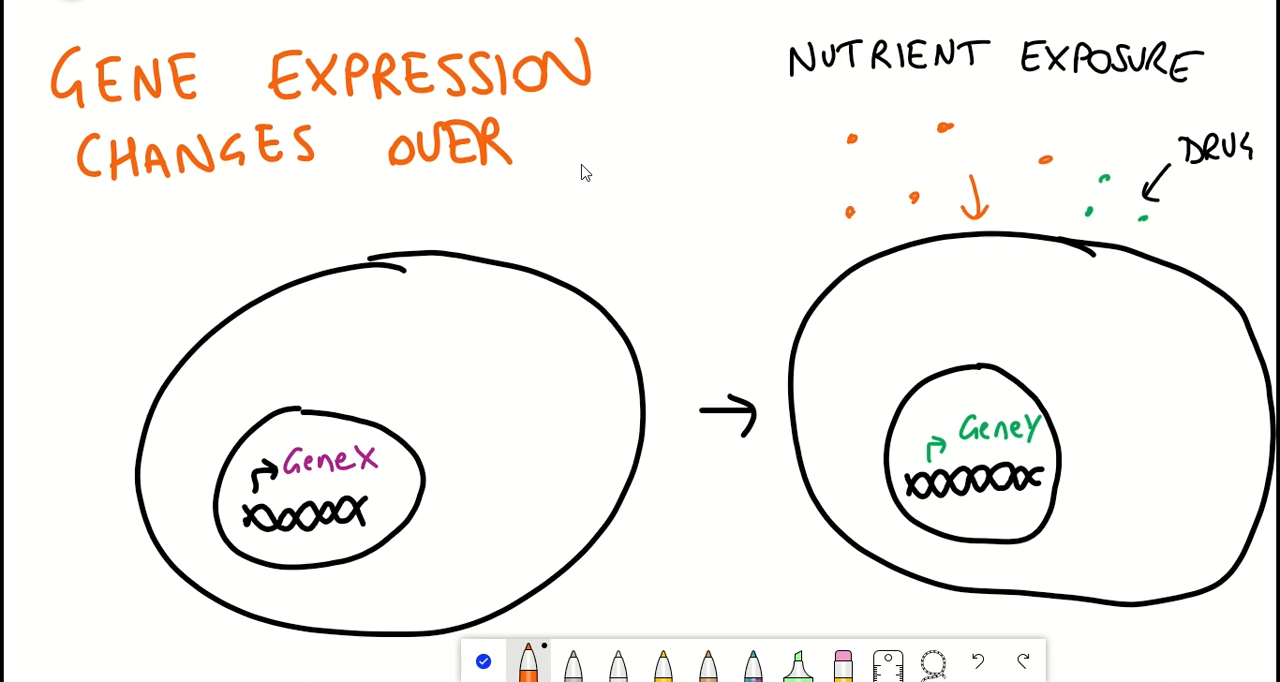 GENE EXPRESSION
CHANGES OVER
NUTRIENT EXPOSURE
DRUG
GeneX
GeneY